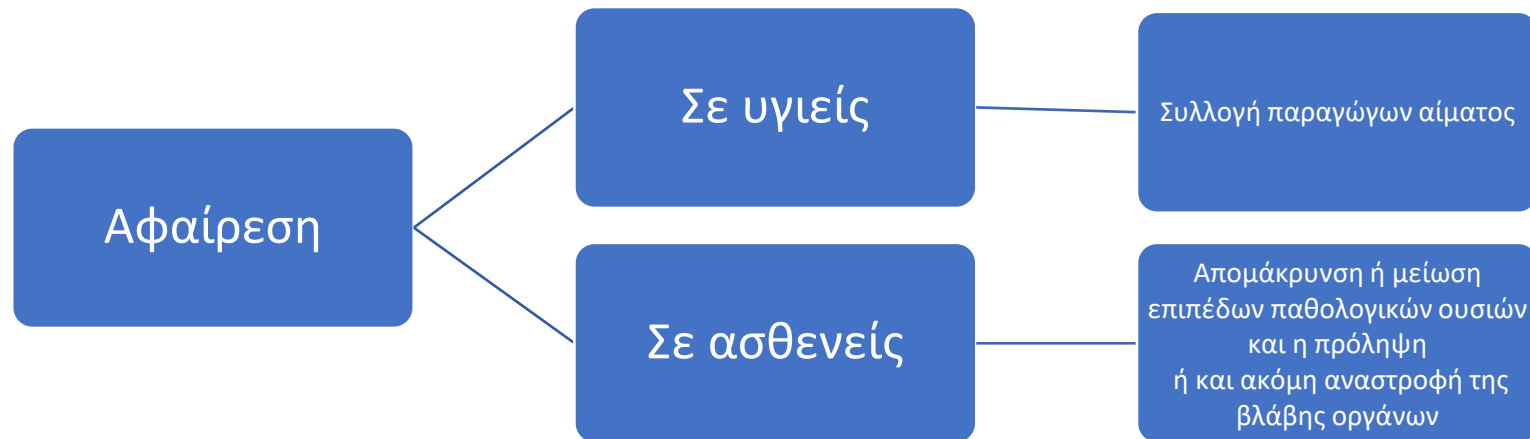 Αφαίρεση
Σε υγιείς
Συλλογή παραγώγων αίματος
Σε ασθενείς
Απομάκρυνση ή μείωση
επιπέδων παθολογικών ουσιών
και η πρόληψη
ή και ακόμη αναστροφή της
βλάβης οργάνων